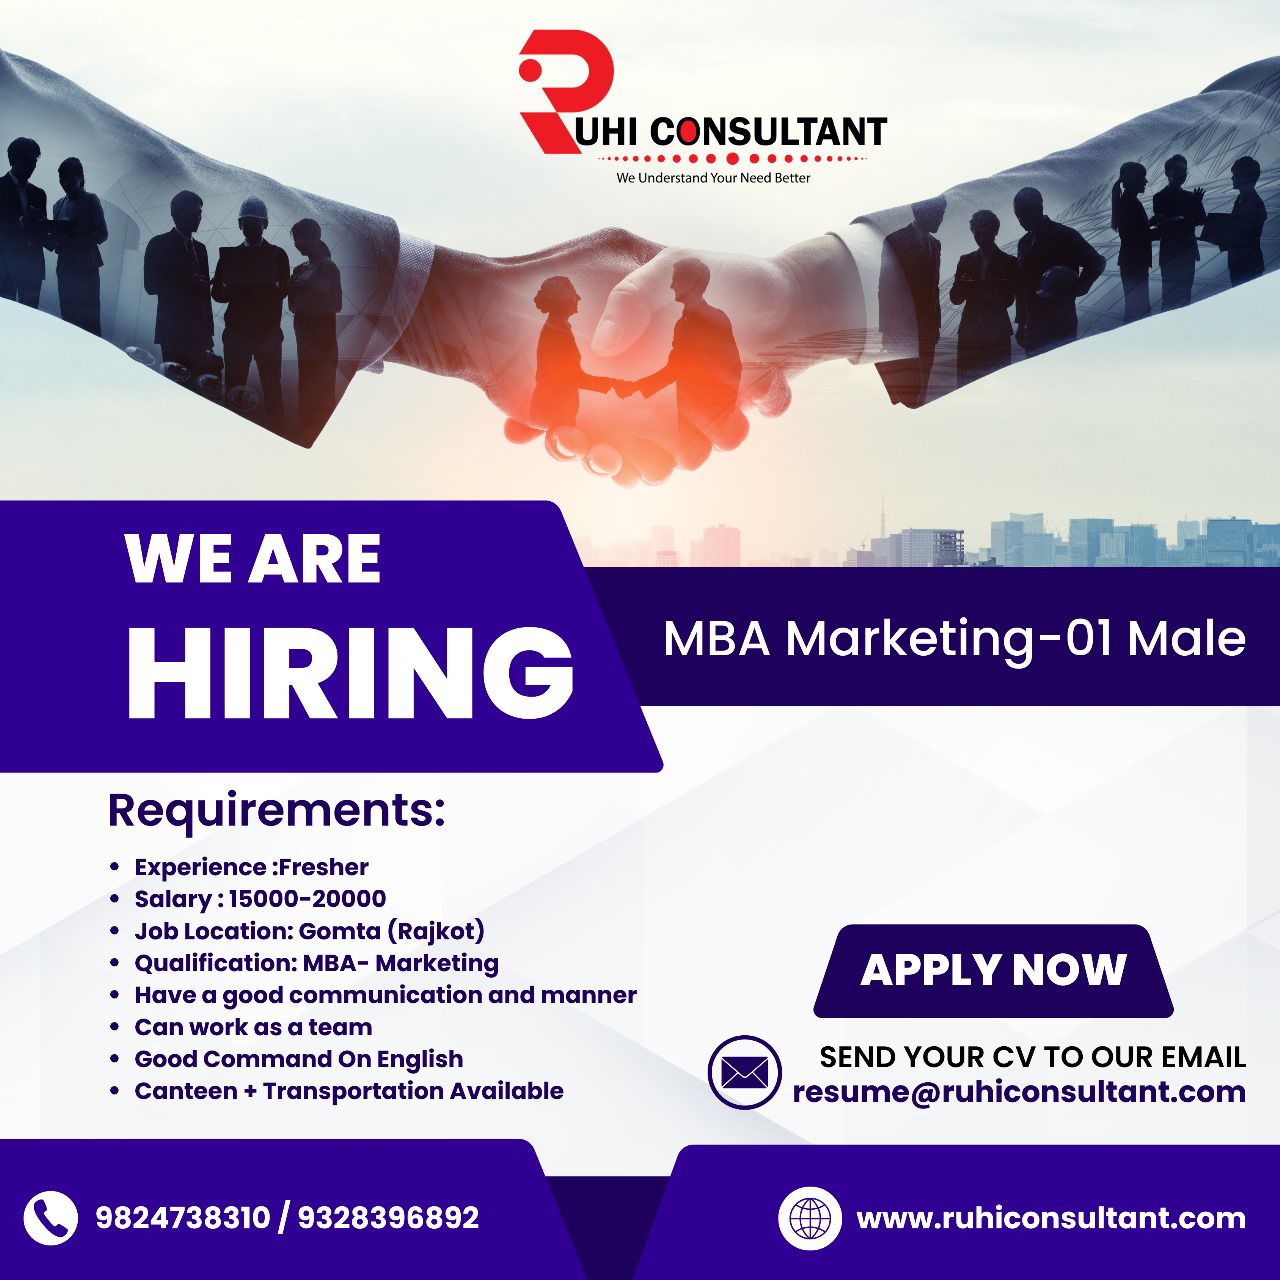 RUHI CONSULTANT
We Understand Your Need Better
WE ARE
HIRING
MBA Marketing-01 Male
Requirements:
• Experience :Fresher
• Salary : 15000-20000
• Job Location: Gomta (Rajkot)
• Qualification: MBA- Marketing
• Have a good communication and manner
• Can work as a team
• Good Command On English
• Canteen + Transportation Available
APPLY NOW
SEND YOUR CV TO OUR EMAIL
resume@ruhiconsultant.com
9824738310 / 9328396892
www.ruhiconsultant.com